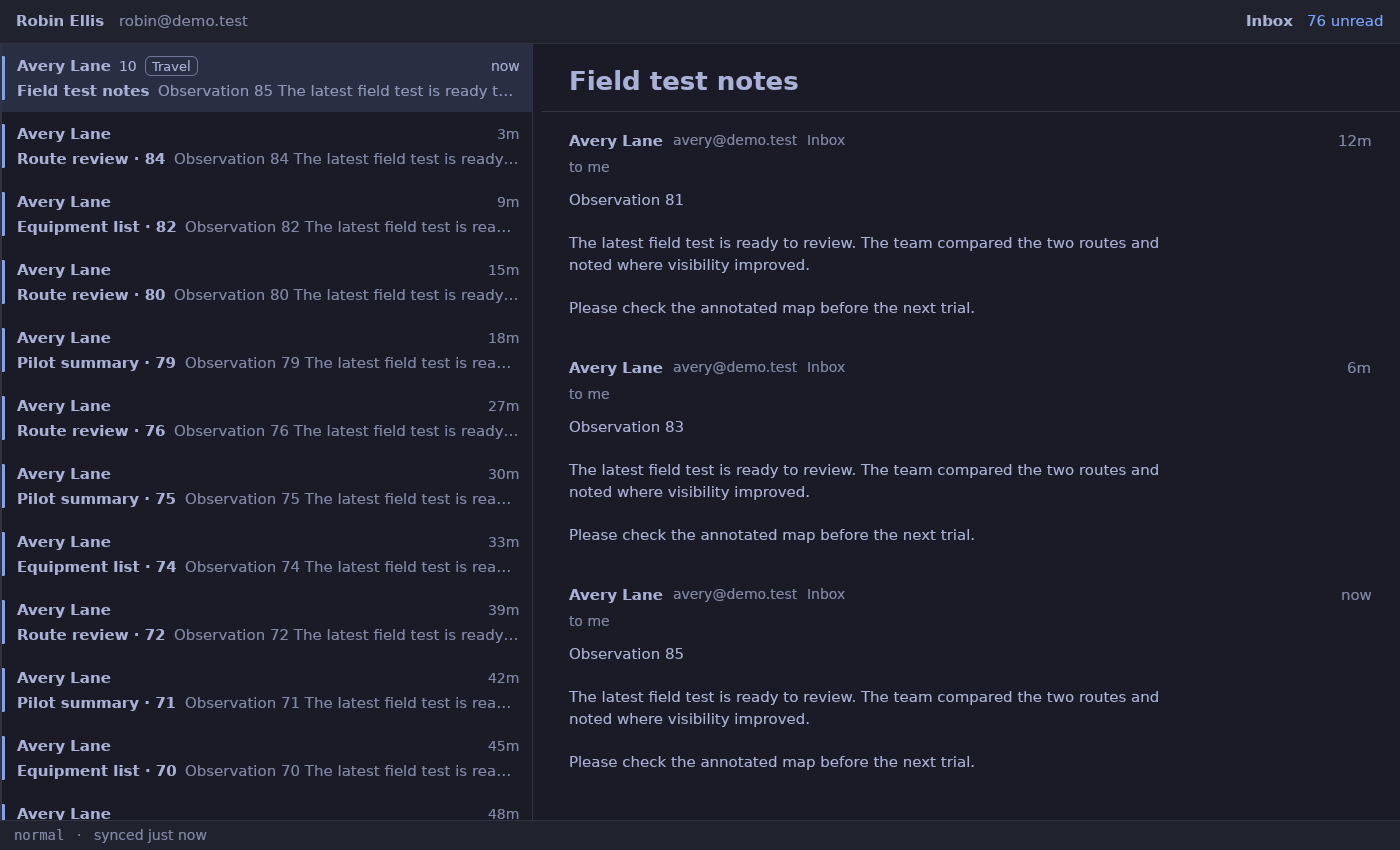 Robin Ellis robin@demo.test Inbox 76 unread
Avery Lane 10 Travel now
Field test notes Observation 85 The latest field test is ready t…
Avery Lane 3m
Route review · 84 Observation 84 The latest field test is ready…
Avery Lane 9m
Equipment list · 82 Observation 82 The latest field test is rea…
Avery Lane 15m
Route review · 80 Observation 80 The latest field test is ready…
Avery Lane 18m
Pilot summary · 79 Observation 79 The latest field test is rea…
Avery Lane 27m
Route review · 76 Observation 76 The latest field test is ready…
Avery Lane 30m
Pilot summary · 75 Observation 75 The latest field test is rea…
Avery Lane 33m
Equipment list · 74 Observation 74 The latest field test is rea…
Avery Lane 39m
Route review · 72 Observation 72 The latest field test is ready…
Avery Lane 42m
Pilot summary · 71 Observation 71 The latest field test is rea…
Avery Lane 45m
Equipment list · 70 Observation 70 The latest field test is rea…
Avery Lane 48m
Field test notes
Avery Lane avery@demo.test Inbox 12m
to me
Observation 81
The latest field test is ready to review. The team compared the two routes and
noted where visibility improved.
Please check the annotated map before the next trial.
Avery Lane avery@demo.test Inbox 6m
to me
Observation 83
The latest field test is ready to review. The team compared the two routes and
noted where visibility improved.
Please check the annotated map before the next trial.
Avery Lane avery@demo.test Inbox now
to me
Observation 85
The latest field test is ready to review. The team compared the two routes and
noted where visibility improved.
Please check the annotated map before the next trial.
normal · synced just now